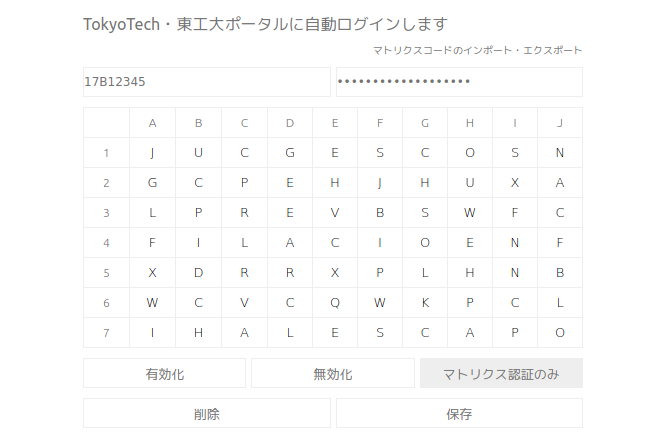 TokyoTech・東工大ポータルに自動ログインします
マトリクスコードのインポート・エクスポート
17B12345 •••••••••••••••••••
A B C D E F G H I J
1 J U C G E S C O S N
2 G C P E H J H U X A
3 L P R E V B S W F C
4 F I L A C I O E N F
5 X D R R X P L H N B
6 W C V C Q W K P C L
7 I H A L E S C A P O
有効化 無効化 マトリクス認証のみ
削除 保存